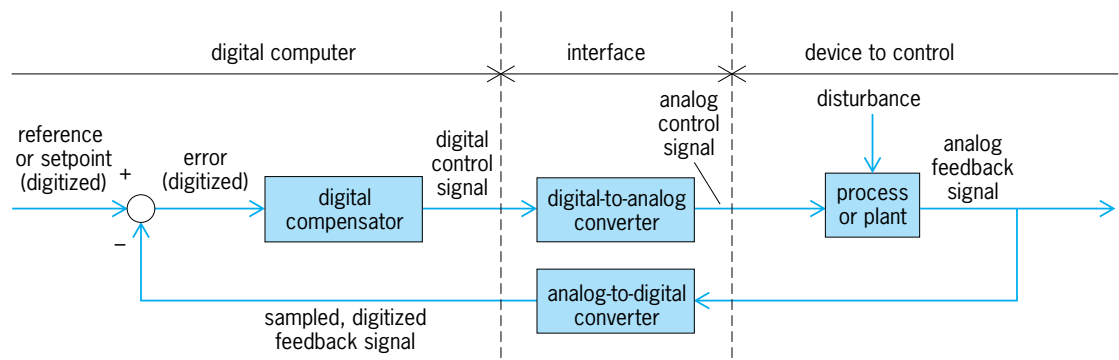 digital computer
interface
device to control
reference
or setpoint
(digitized)
+
−
error
(digitized)
digital
compensator
digital
control
signal
digital-to-analog
converter
analog
control
signal
disturbance
process
or plant
analog
feedback
signal
analog-to-digital
converter
sampled, digitized
feedback signal